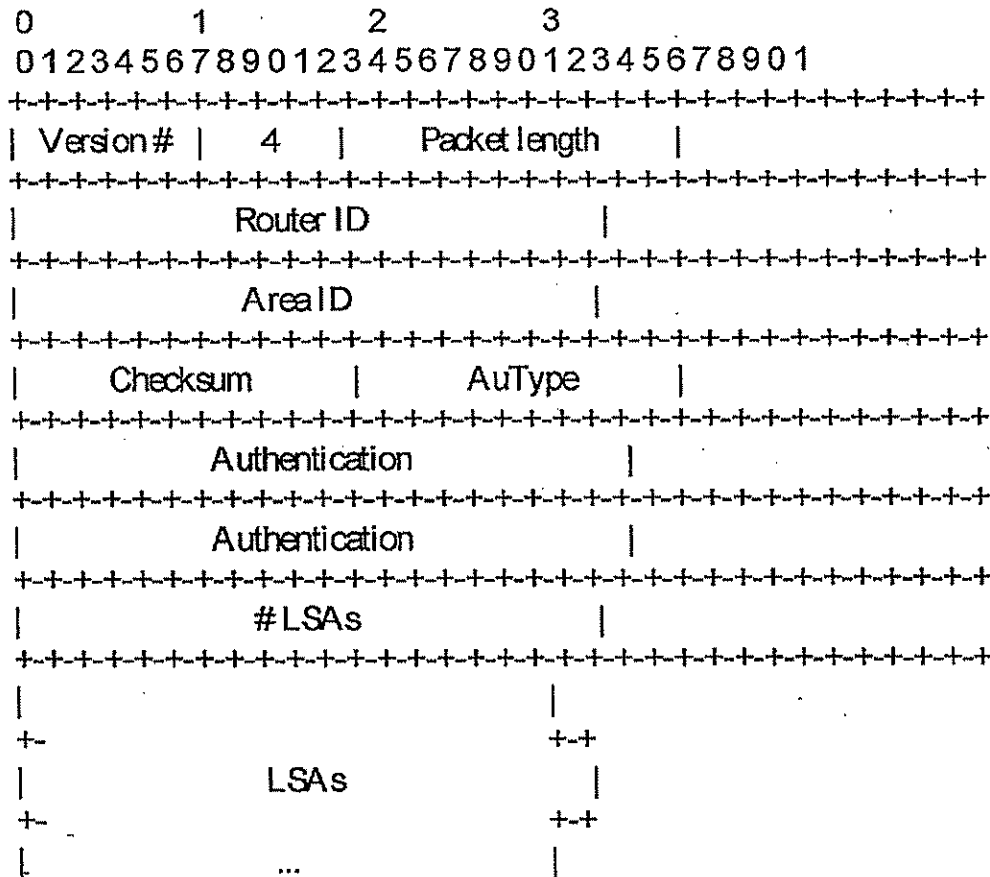 0 1 2 3
01234567890123456789012345678901
+-+-+-+-+-+-+-+-+-+-+-+-+-+-+-+-+-+-+-+-+-+-+-+-+-+-+-+
| Version # | 4 | Packet length |
+-+-+-+-+-+-+-+-+-+-+-+-+-+-+-+-+-+-+-+-+-+-+-+-+-+-+-+
| Router ID |
+-+-+-+-+-+-+-+-+-+-+-+-+-+-+-+-+-+-+-+-+-+-+-+-+-+-+-+
| Area ID |
+-+-+-+-+-+-+-+-+-+-+-+-+-+-+-+-+-+-+-+-+-+-+-+-+-+-+-+
| Checksum | AuType |
+-+-+-+-+-+-+-+-+-+-+-+-+-+-+-+-+-+-+-+-+-+-+-+-+-+-+-+
| Authentication |
+-+-+-+-+-+-+-+-+-+-+-+-+-+-+-+-+-+-+-+-+-+-+-+-+-+-+-+
| Authentication |
+-+-+-+-+-+-+-+-+-+-+-+-+-+-+-+-+-+-+-+-+-+-+-+-+-+-+-+
| # LSAs |
+-+-+-+-+-+-+-+-+-+-+-+-+-+-+-+-+-+-+-+-+-+-+-+-+-+-+-+
| |
+- +-+
| LSAs |
+- +-+
| ... |